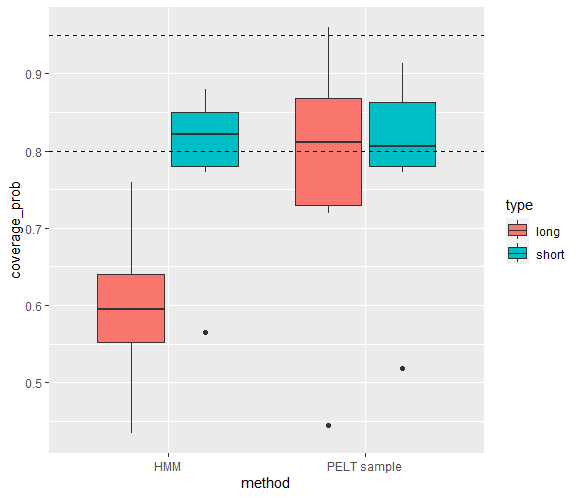 0.9
0.8
0.7
0.6
0.5
coverage_prob
HMM
PELT sample
method
type
long
short